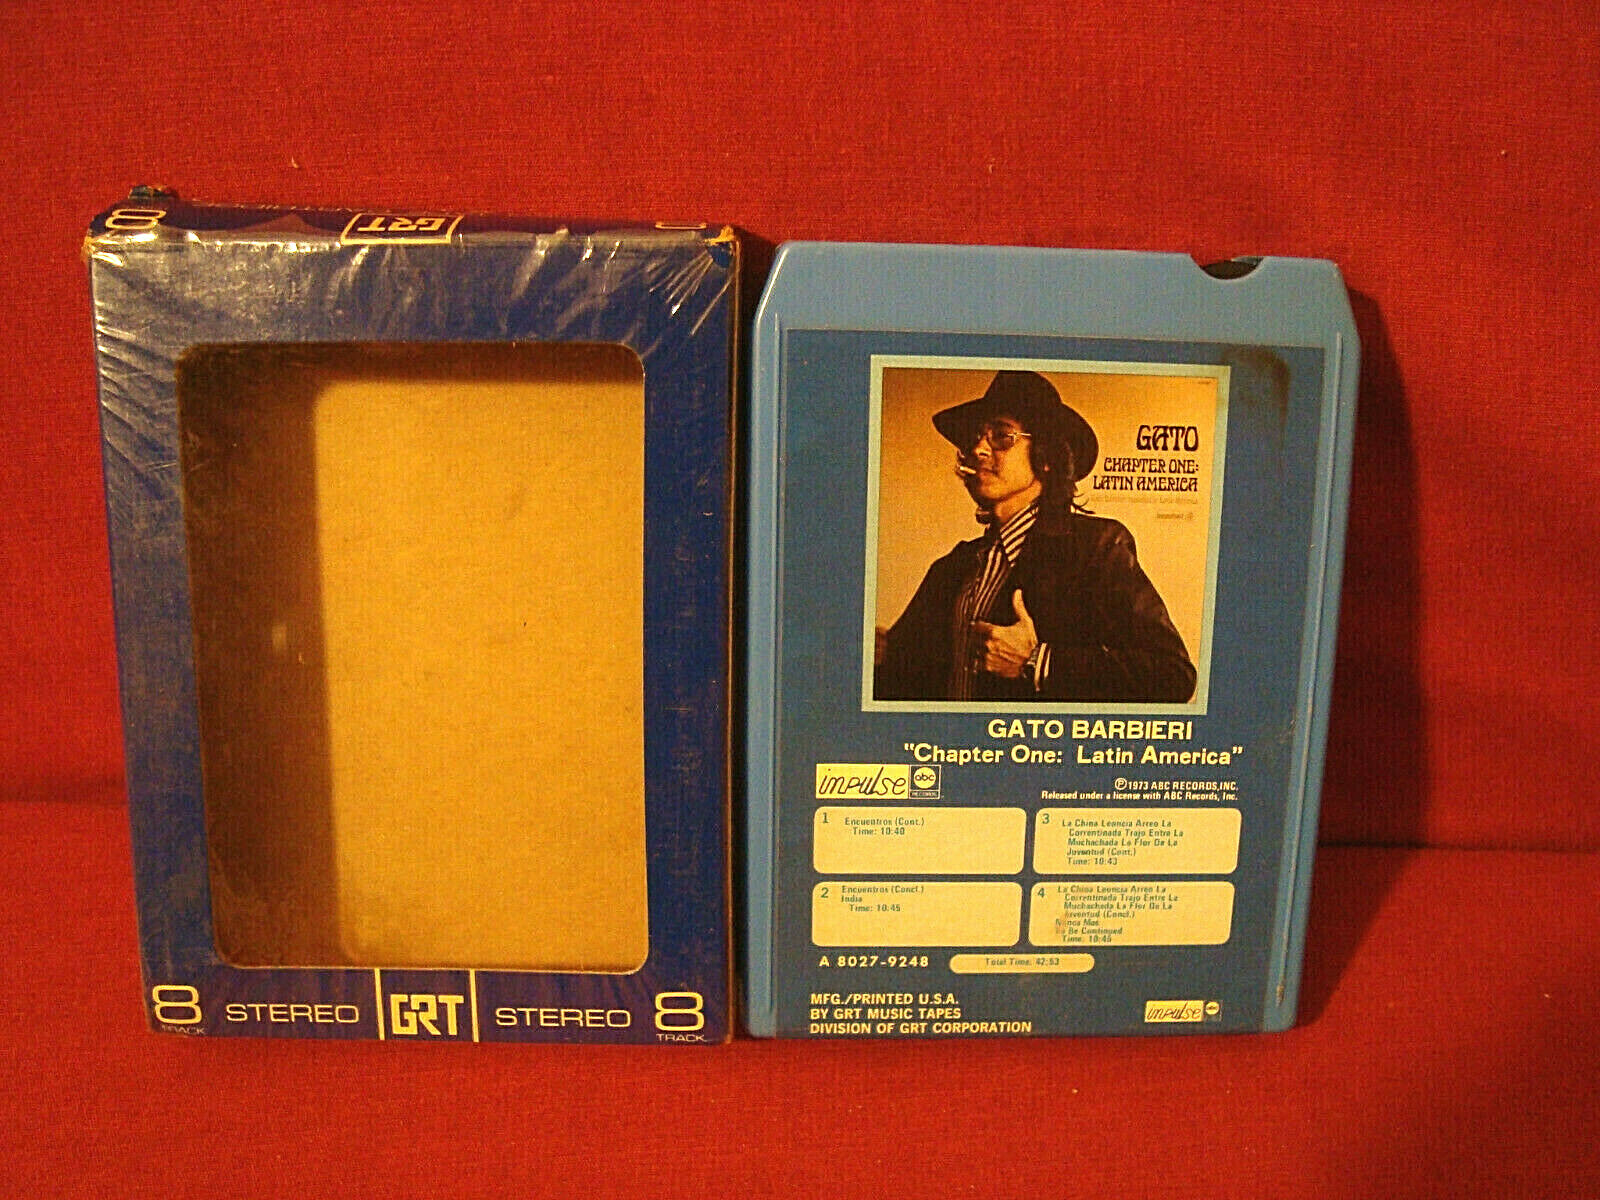 8
GRT
8
8
TRACK
STEREO
GRT
STEREO
8
TRACK
GATO
CHAPTER ONE:
LATIN AMERICA
GATO BARBIERI
"Chapter One: Latin America"
impulse
abc
RECORDS
Ⓟ1973 ABC RECORDS, INC.
Released under a license with ABC Records, Inc.
1 Encuentros (Cont.)
Time: 10:40
2 Encuentros (Concl.)
India
Time: 10:45
3 La China Leoncia Arreo La
Correntinada Trajo Entre La
Muchachada La Flor De La
Juventud (Cont.)
Time: 10:43
4 La China Leoncia Arreo La
Correntinada Trajo Entre La
Muchachada La Flor De La
Juventud (Concl.)
Nunca Mas
To Be Continued
Time: 10:45
A 8027-9248
Total Time: 42:53
MFG./PRINTED U.S.A.
BY GRT MUSIC TAPES
DIVISION OF GRT CORPORATION
impulse
abc